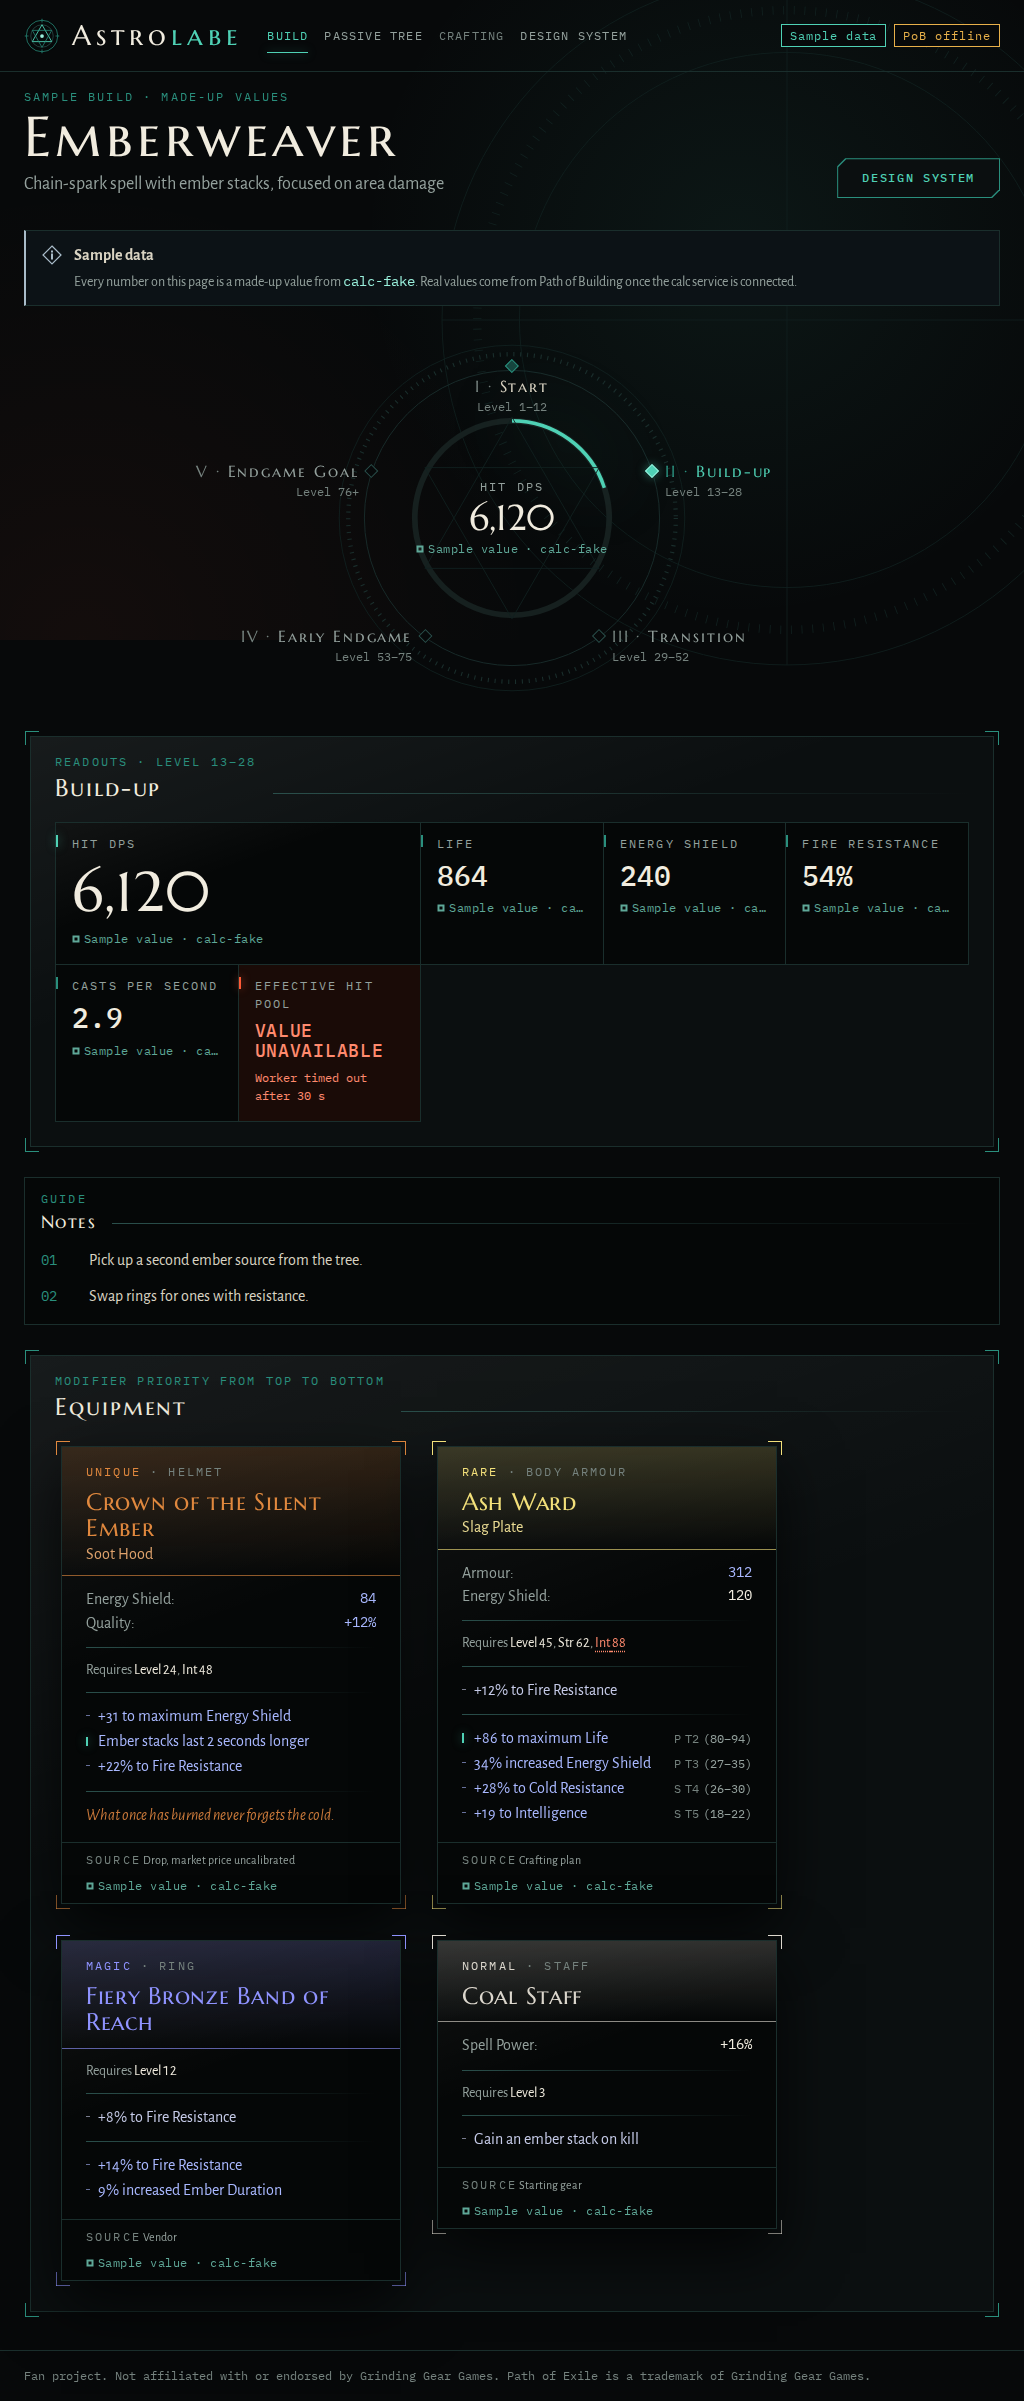 Astrolabe
BUILD PASSIVE TREE CRAFTING DESIGN SYSTEM
Sample data
PoB offline
SAMPLE BUILD · MADE-UP VALUES
Emberweaver
Chain-spark spell with ember stacks, focused on area damage
DESIGN SYSTEM
Sample data
Every number on this page is a made-up value from calc-fake. Real values come from Path of Building once the calc service is connected.
I · Start
Level 1–12
V · Endgame Goal
Level 76+
II · Build-up
Level 13–28
HIT DPS
6,120
Sample value · calc-fake
IV · Early Endgame
Level 53–75
III · Transition
Level 29–52
READOUTS · LEVEL 13–28
Build-up
HIT DPS
6,120
Sample value · calc-fake
LIFE
864
Sample value · ca…
ENERGY SHIELD
240
Sample value · ca…
FIRE RESISTANCE
54%
Sample value · ca…
CASTS PER SECOND
2.9
Sample value · ca…
EFFECTIVE HIT
POOL
VALUE
UNAVAILABLE
Worker timed out
after 30 s
GUIDE
Notes
01 Pick up a second ember source from the tree.
02 Swap rings for ones with resistance.
MODIFIER PRIORITY FROM TOP TO BOTTOM
Equipment
UNIQUE · HELMET
Crown of the Silent
Ember
Soot Hood
Energy Shield: 84
Quality: +12%
Requires Level 24, Int 48
- +31 to maximum Energy Shield
Ember stacks last 2 seconds longer
- +22% to Fire Resistance
What once has burned never forgets the cold.
SOURCE Drop, market price uncalibrated
Sample value · calc-fake
RARE · BODY ARMOUR
Ash Ward
Slag Plate
Armour: 312
Energy Shield: 120
Requires Level 45, Str 62, Int 88
- +12% to Fire Resistance
+86 to maximum Life P T2 (80–94)
- 34% increased Energy Shield P T3 (27–35)
- +28% to Cold Resistance S T4 (26–30)
- +19 to Intelligence S T5 (18–22)
SOURCE Crafting plan
Sample value · calc-fake
MAGIC · RING
Fiery Bronze Band of
Reach
Requires Level 12
- +8% to Fire Resistance
- +14% to Fire Resistance
- 9% increased Ember Duration
SOURCE Vendor
Sample value · calc-fake
NORMAL · STAFF
Coal Staff
Spell Power: +16%
Requires Level 3
- Gain an ember stack on kill
SOURCE Starting gear
Sample value · calc-fake
Fan project. Not affiliated with or endorsed by Grinding Gear Games. Path of Exile is a trademark of Grinding Gear Games.